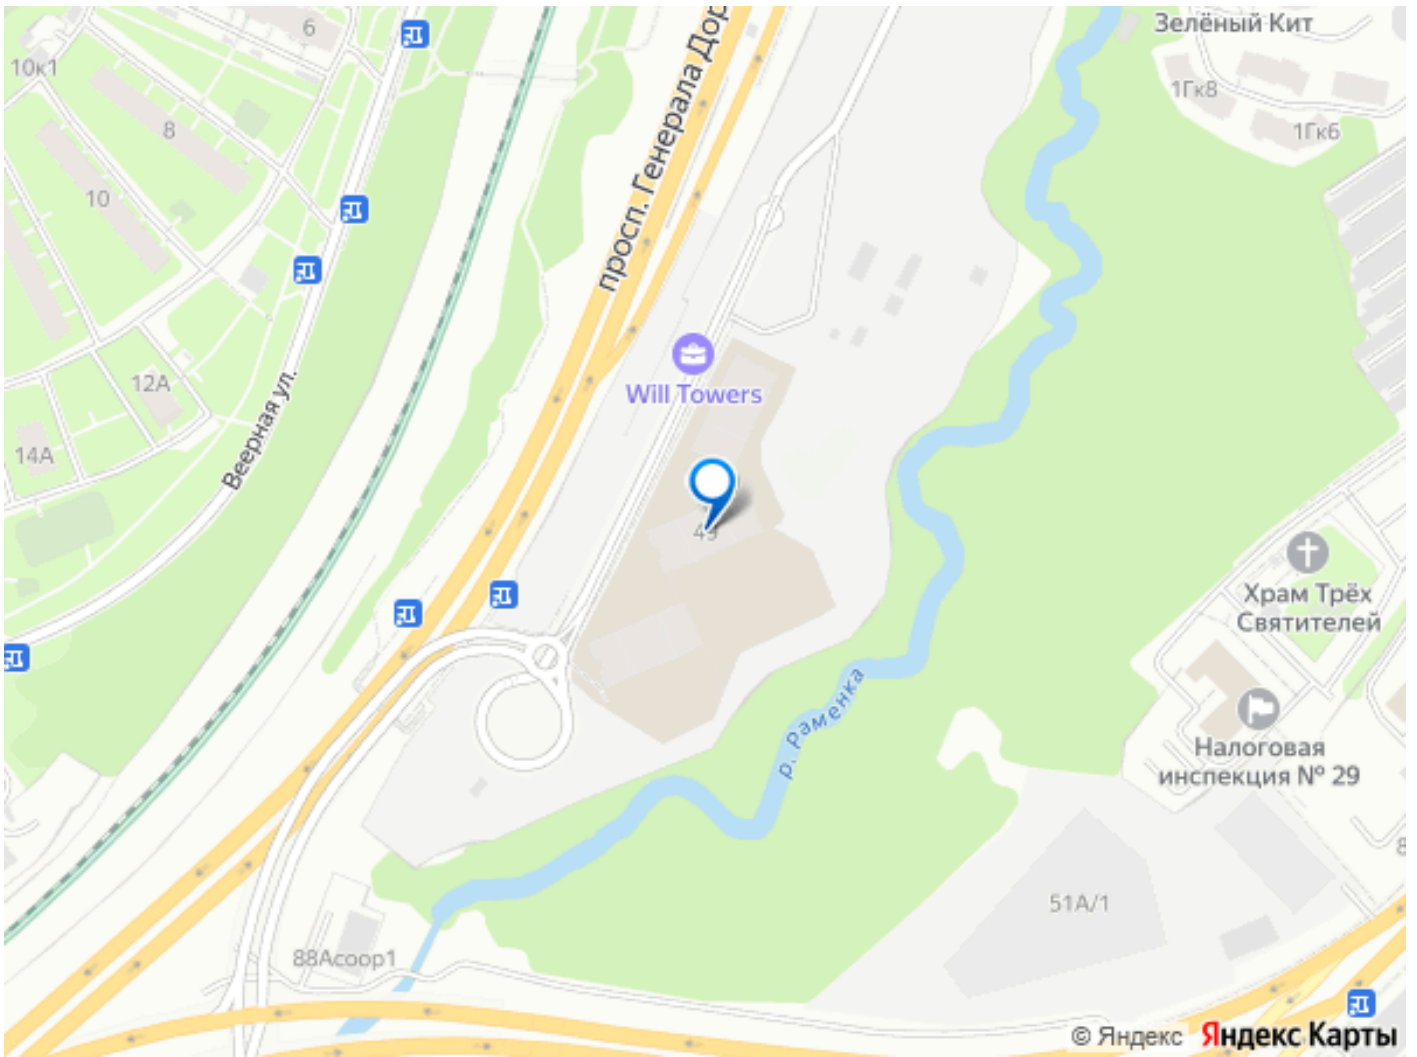 Зелёный Кит
6
10к1
1Гк8
8
1Гк6
10
просп. Генерала Дор
Will Towers
12А
Веерная ул.
14А
Храм Трёх
Святителей
р. Раменка
Налоговая
инспекция № 29
8
51А/1
88Асоор1
© Яндекс Яндекс Карты